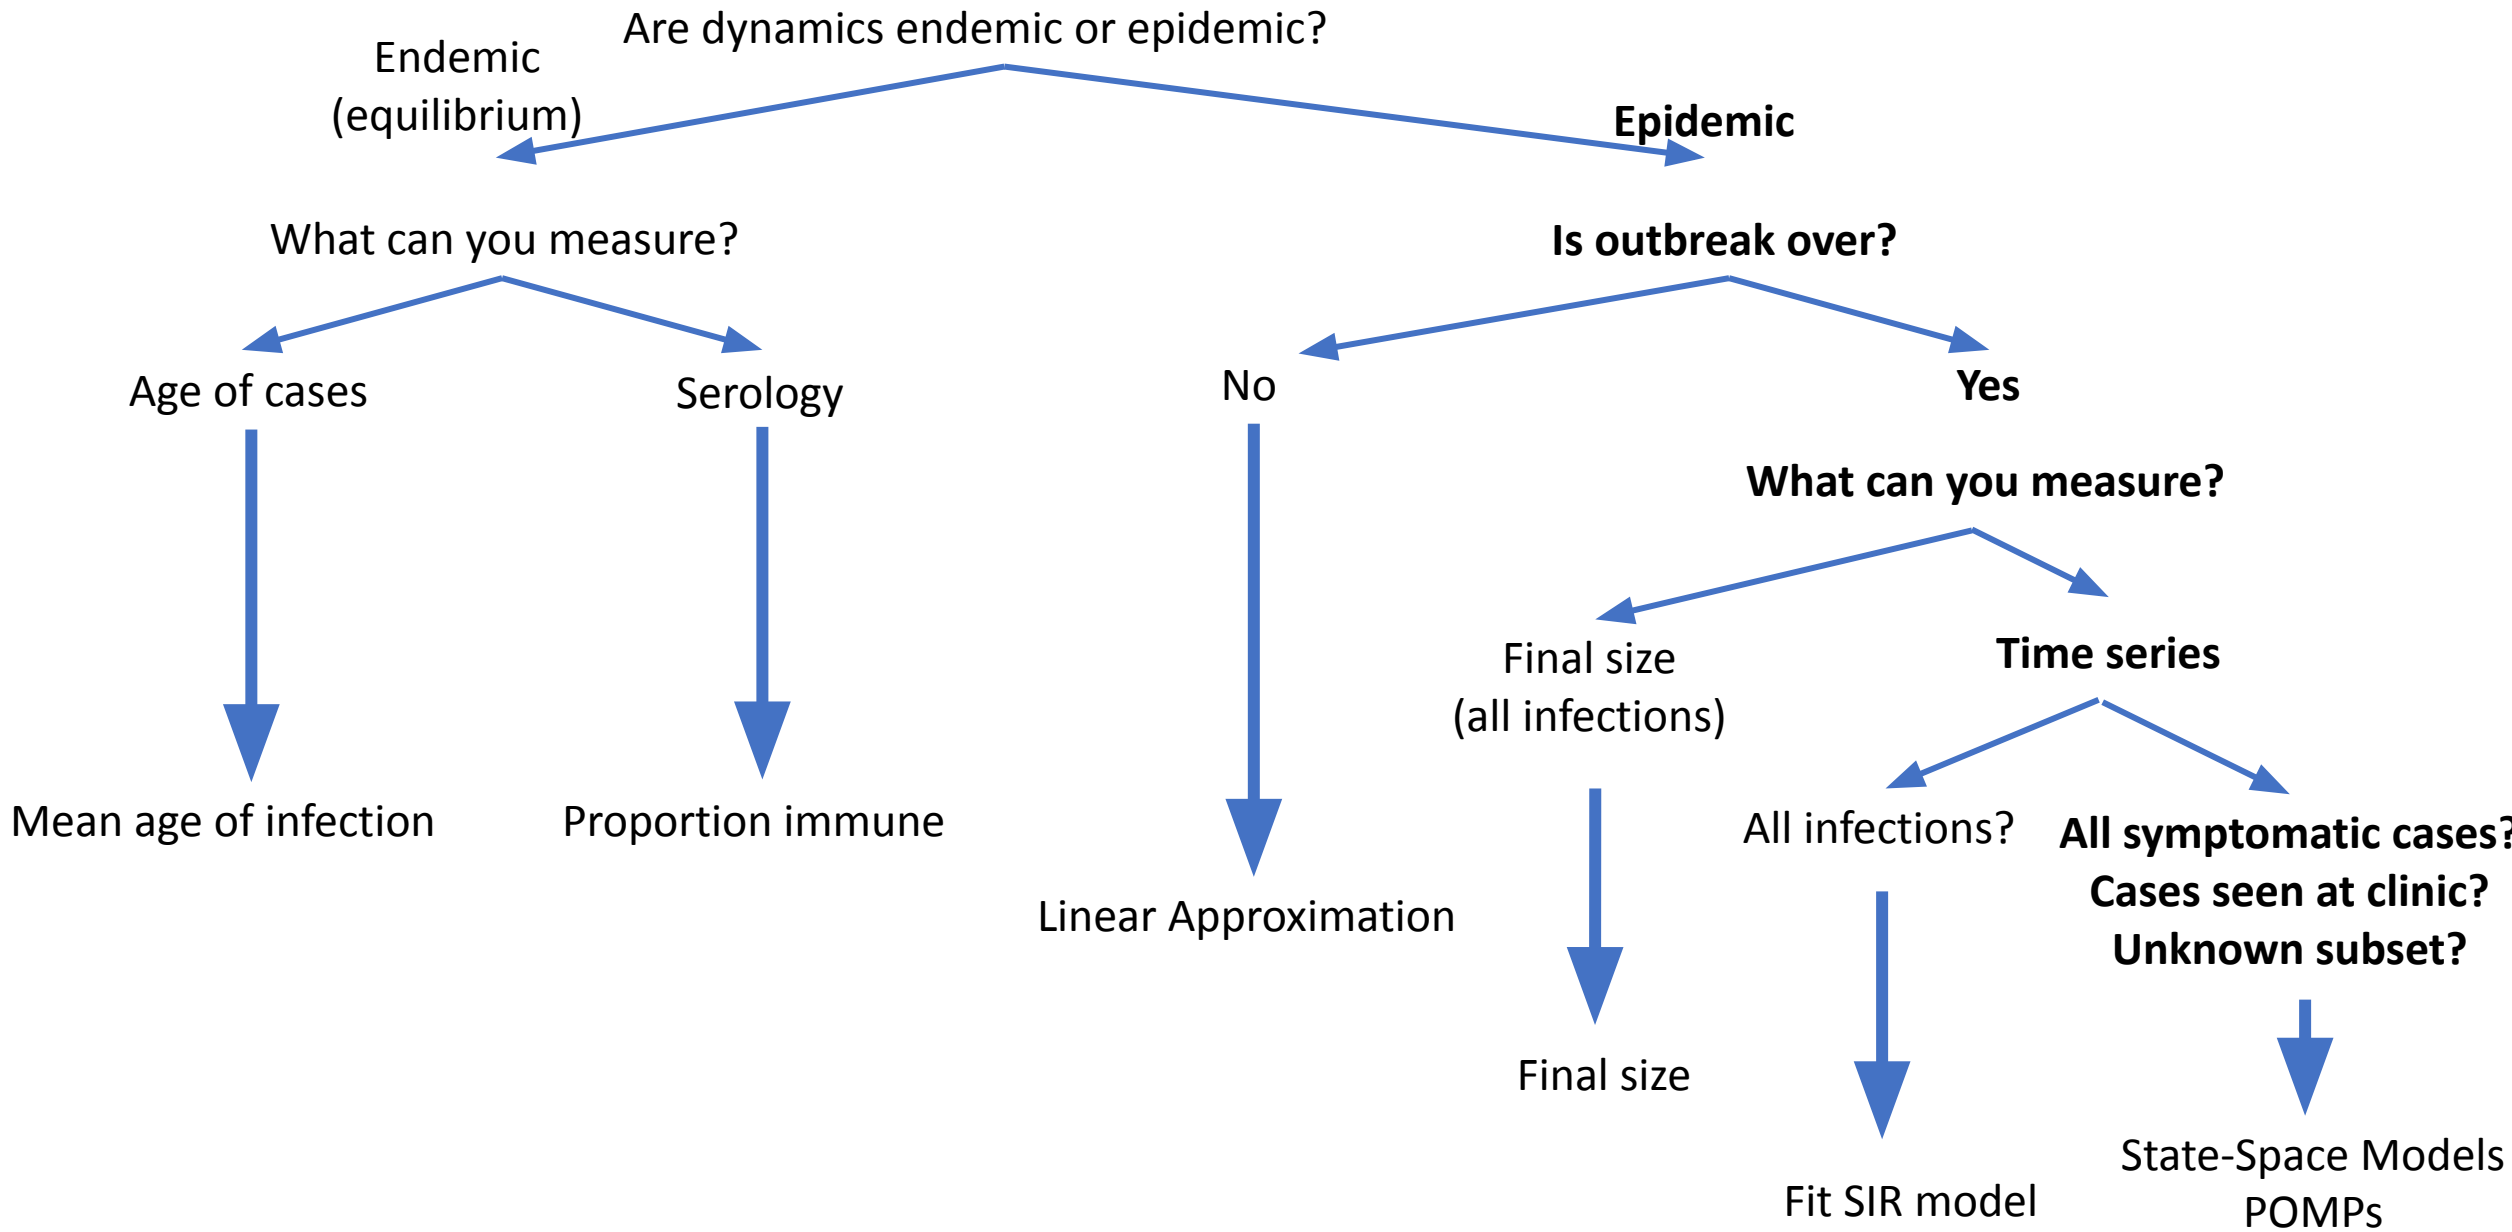 Are dynamics endemic or epidemic?
Endemic
(equilibrium)
Epidemic
What can you measure?
Is outbreak over?
Age of cases
Serology
No
Yes
What can you measure?
Final size
(all infections)
Time series
Mean age of infection
Proportion immune
Linear Approximation
All infections?
All symptomatic cases?
Cases seen at clinic?
Unknown subset?
Final size
Fit SIR model
State-Space Models
POMPs